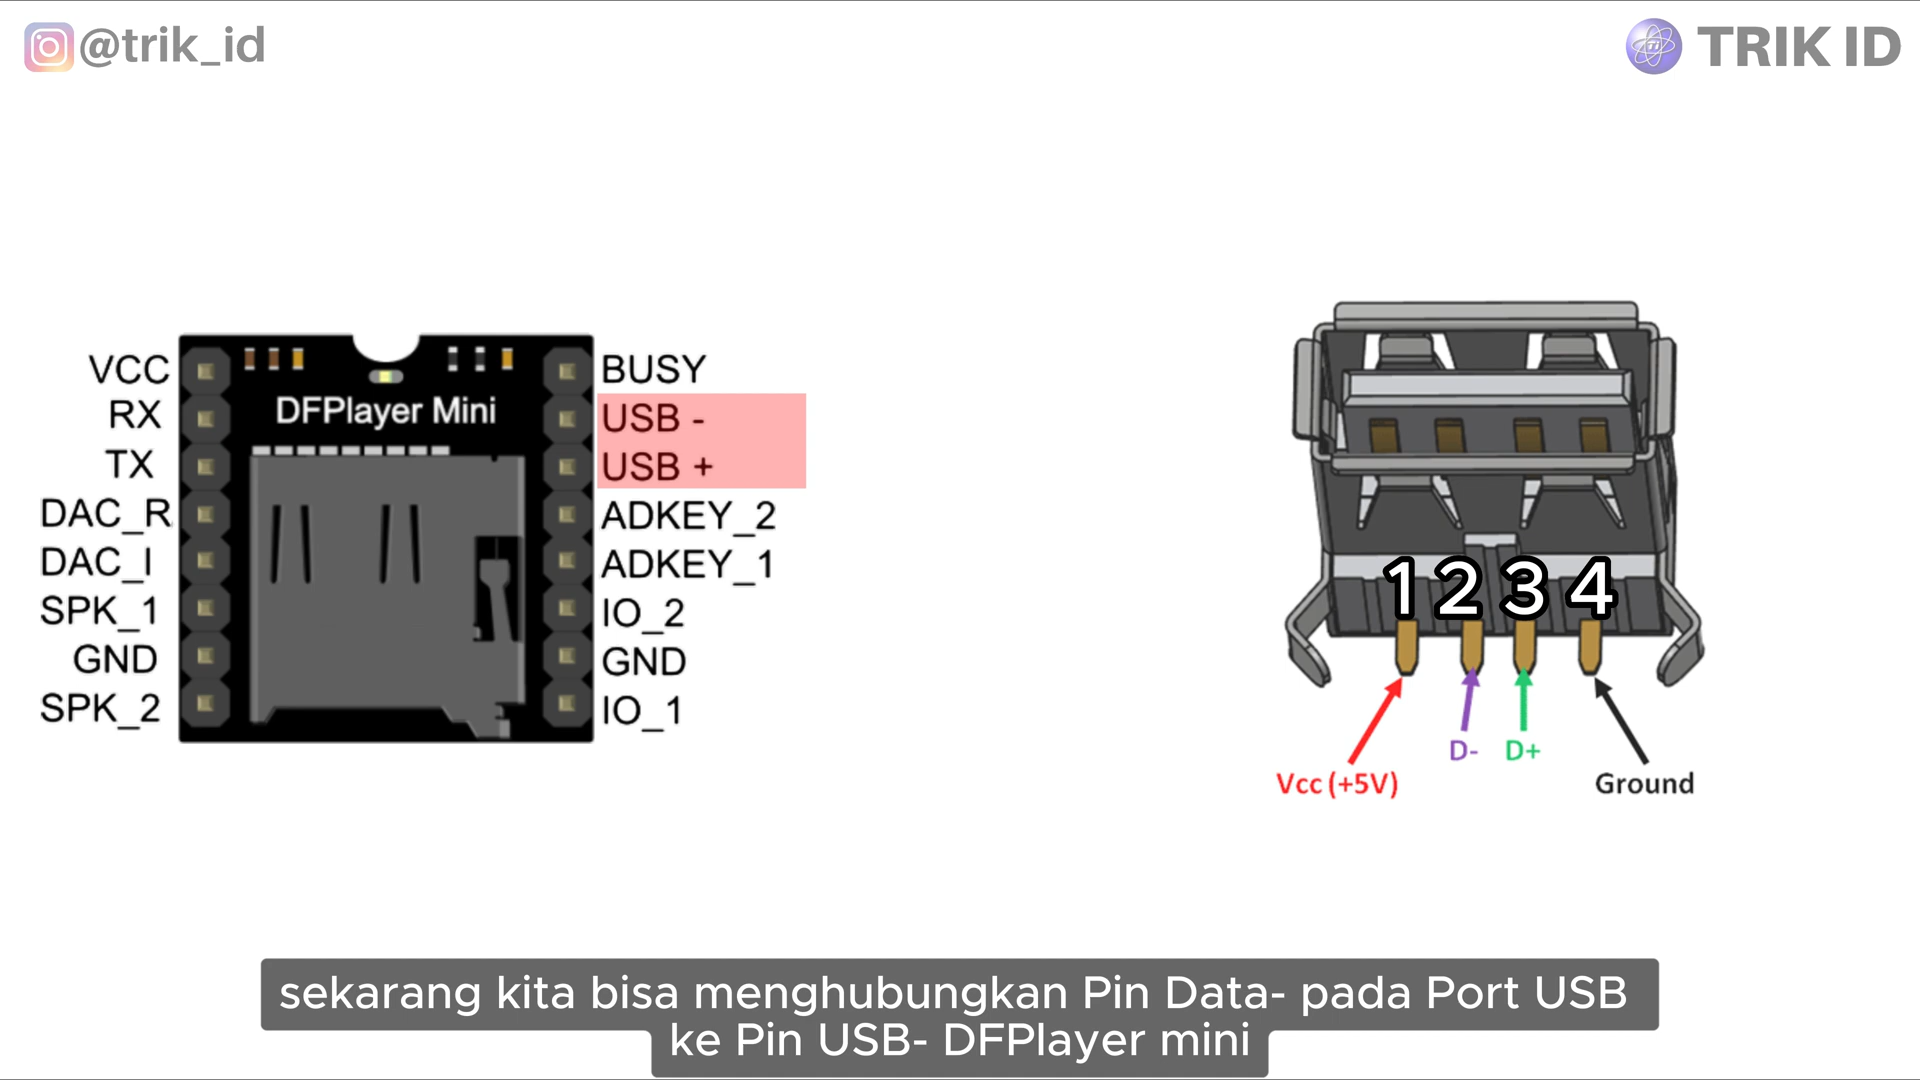 @trik_id
TRIK ID
VCC
RX
TX
DAC_R
DAC_I
SPK_1
GND
SPK_2
DFPlayer Mini
BUSY
USB -
USB +
ADKEY_2
ADKEY_1
IO_2
GND
IO_1
1 2 3 4
D- D+
Vcc (+5V)
Ground
sekarang kita bisa menghubungkan Pin Data- pada Port USB
ke Pin USB- DFPlayer mini